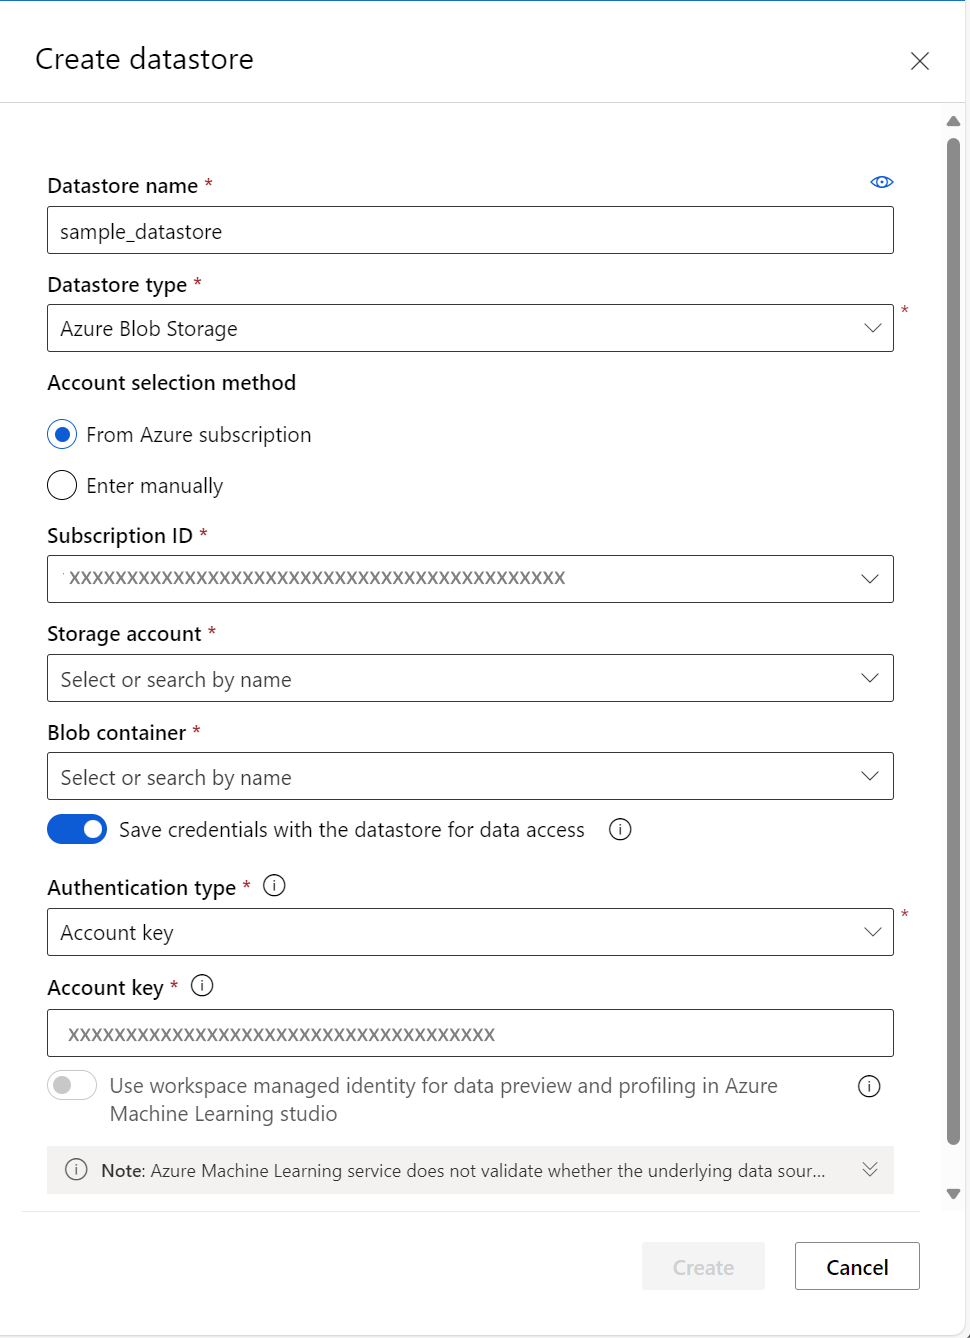 Create datastore
Datastore name *
sample_datastore
Datastore type *
Azure Blob Storage
*
Account selection method
From Azure subscription
Enter manually
Subscription ID *
XXXXXXXXXXXXXXXXXXXXXXXXXXXXXXXXXXXXXXXXXXX
Storage account *
Select or search by name
Blob container *
Select or search by name
Save credentials with the datastore for data access
Authentication type *
Account key
*
Account key *
XXXXXXXXXXXXXXXXXXXXXXXXXXXXXXXXXXXXX
Use workspace managed identity for data preview and profiling in Azure
Machine Learning studio
Note: Azure Machine Learning service does not validate whether the underlying data sour...
Create
Cancel